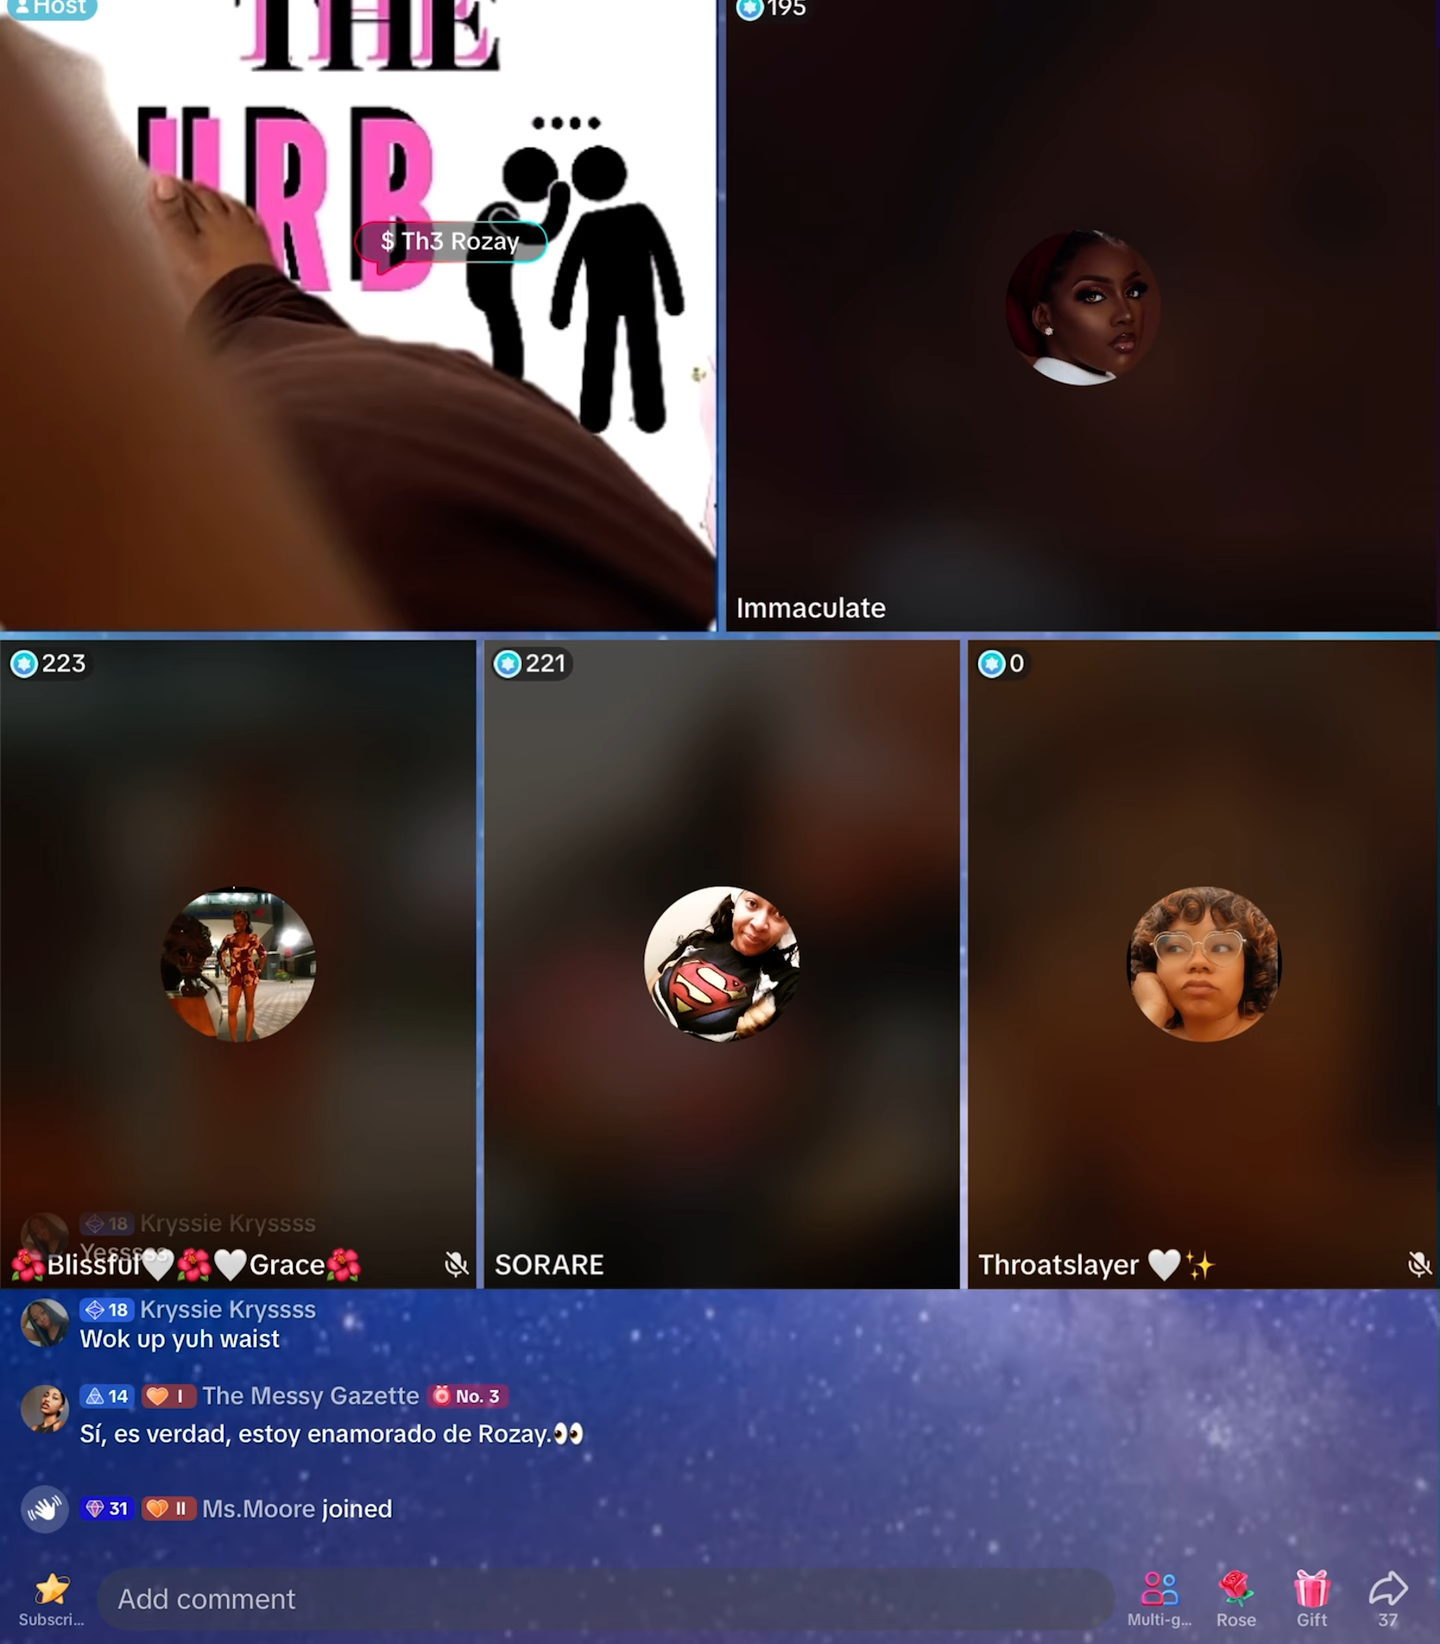 Host
195
THE
URB
$ Th3 Rozay
Immaculate
223
221
0
18 Kryssie Kryssss
Yesssss
🌺Blissful🤍🌺🤍Grace🌺
SORARE
Throatslayer 🤍✨
18 Kryssie Kryssss
Wok up yuh waist
14 I The Messy Gazette No. 3
Sí, es verdad, estoy enamorado de Rozay.👀
31 II Ms.Moore joined
Add comment
Subscri...
Multi-g...
Rose
Gift
37